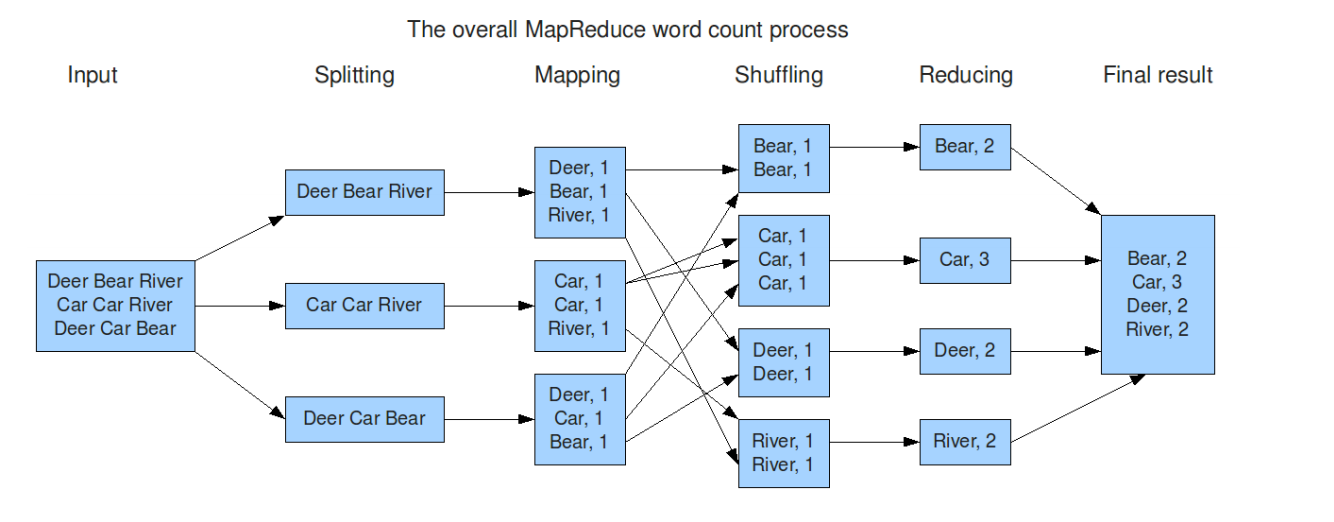 The overall MapReduce word count process
Input
Splitting
Mapping
Shuffling
Reducing
Final result
Deer Bear River
Car Car River
Deer Car Bear
Deer Bear River
Car Car River
Deer Car Bear
Deer, 1
Bear, 1
River, 1
Car, 1
Car, 1
River, 1
Deer, 1
Car, 1
Bear, 1
Bear, 1
Bear, 1
Car, 1
Car, 1
Car, 1
Deer, 1
Deer, 1
River, 1
River, 1
Bear, 2
Car, 3
Deer, 2
River, 2
Bear, 2
Car, 3
Deer, 2
River, 2